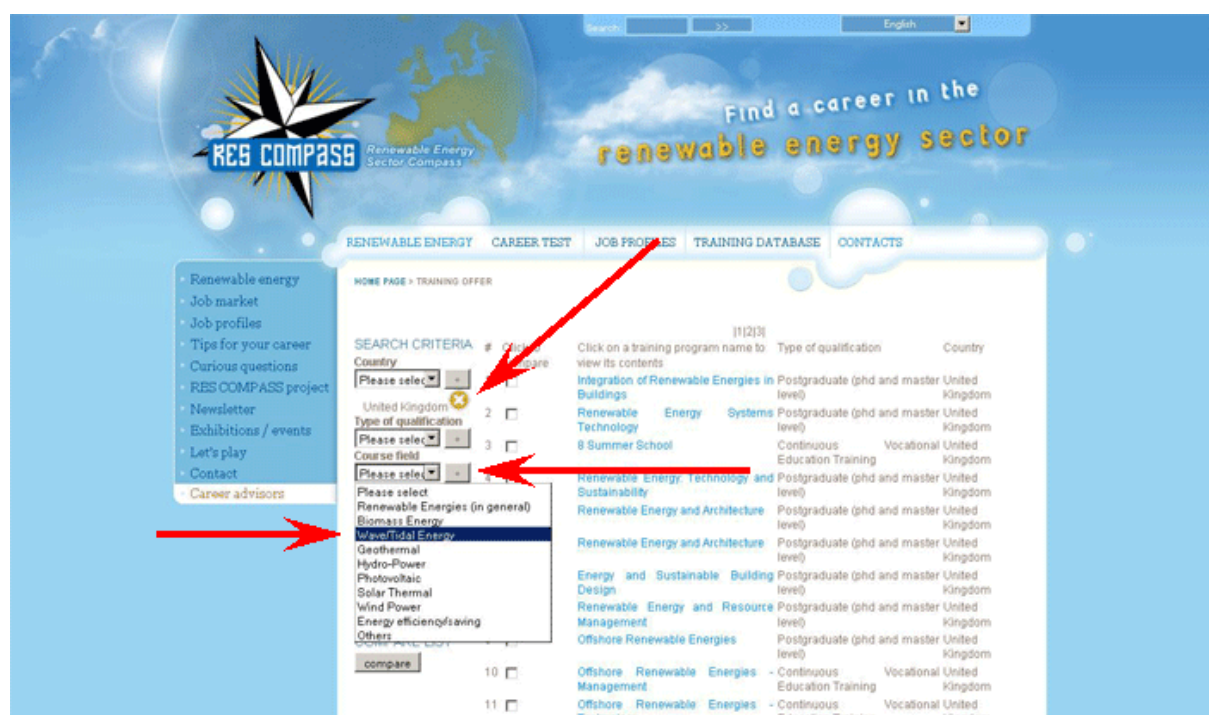 Search: >> English
Find a career in the
renewable energy sector
RES COMPASS
Renewable Energy
Sector Compass
RENEWABLE ENERGY CAREER TEST JOB PROFILES TRAINING DATABASE CONTACTS
Renewable energy
Job market
Job profiles
Tips for your career
Curious questions
RES COMPASS project
Newsletter
Exhibitions / events
Let's play
Contact
Career advisors
HOME PAGE > TRAINING OFFER
|1|2|3|
SEARCH CRITERIA
Country
Please selec
United Kingdom
Type of qualification
Please selec
Course field
Please selec
Please select
Renewable Energies (in general)
Biomass Energy
Wave/Tidal Energy
Geothermal
Hydro-Power
Photovoltaic
Solar Thermal
Wind Power
Energy efficiency/saving
Others
COMPARE LIST
compare
# Click on a training program name to Type of qualification Country
view its contents
Integration of Renewable Energies in Postgraduate (phd and master United
Buildings level) Kingdom
2 Renewable Energy Systems Postgraduate (phd and master United
Technology level) Kingdom
3 8 Summer School Continuous Vocational United
Education Training Kingdom
4 Renewable Energy: Technology and Postgraduate (phd and master United
Sustainability level) Kingdom
Renewable Energy and Architecture Postgraduate (phd and master United
level) Kingdom
Renewable Energy and Architecture Postgraduate (phd and master United
level) Kingdom
Energy and Sustainable Building Postgraduate (phd and master United
Design level) Kingdom
Renewable Energy and Resource Postgraduate (phd and master United
Management level) Kingdom
Offshore Renewable Energies Postgraduate (phd and master United
level) Kingdom
10 Offshore Renewable Energies - Continuous Vocational United
Management Education Training Kingdom
11 Offshore Renewable Energies - Continuous Vocational United